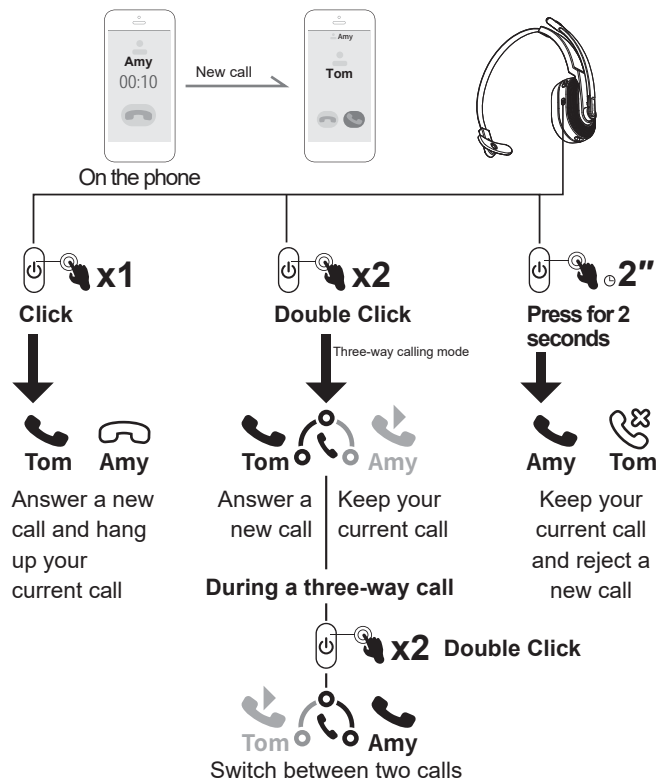 Amy
00:10
New call
Amy
Tom
On the phone
x1
Click
x2
Double Click
2″
Press for 2
seconds
Three-way calling mode
Tom Amy
Answer a new
call and hang
up your
current call
Tom Amy
Answer a
new call
Keep your
current call
Amy Tom
Keep your
current call
and reject a
new call
During a three-way call
x2 Double Click
Tom Amy
Switch between two calls